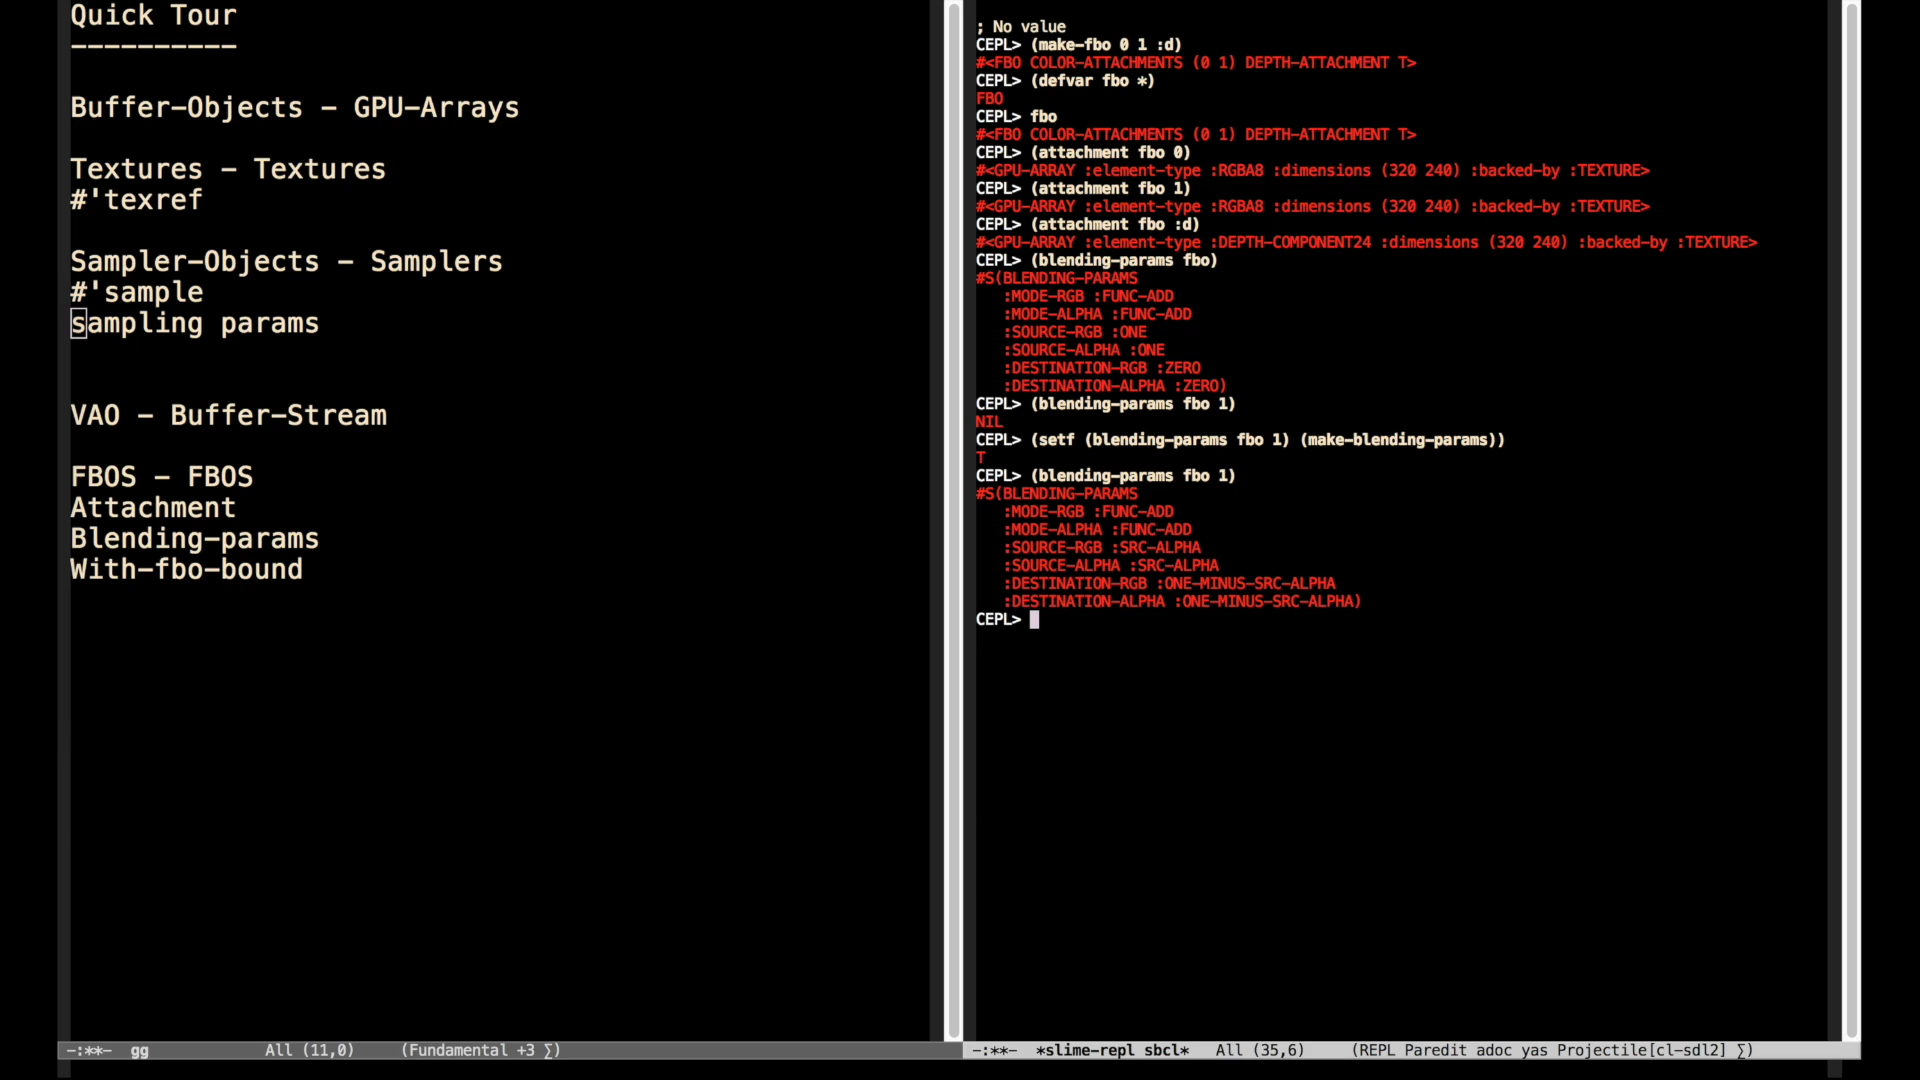 Quick Tour
----------
Buffer-Objects - GPU-Arrays
Textures - Textures
#'texref
Sampler-Objects - Samplers
#'sample
sampling params
VAO - Buffer-Stream
FBOS - FBOS
Attachment
Blending-params
With-fbo-bound
-:**-  gg  All (11,0)  (Fundamental +3 ∑)
; No value
CEPL> (make-fbo 0 1 :d)
#<FBO COLOR-ATTACHMENTS (0 1) DEPTH-ATTACHMENT T>
CEPL> (defvar fbo *)
FBO
CEPL> fbo
#<FBO COLOR-ATTACHMENTS (0 1) DEPTH-ATTACHMENT T>
CEPL> (attachment fbo 0)
#<GPU-ARRAY :element-type :RGBA8 :dimensions (320 240) :backed-by :TEXTURE>
CEPL> (attachment fbo 1)
#<GPU-ARRAY :element-type :RGBA8 :dimensions (320 240) :backed-by :TEXTURE>
CEPL> (attachment fbo :d)
#<GPU-ARRAY :element-type :DEPTH-COMPONENT24 :dimensions (320 240) :backed-by :TEXTURE>
CEPL> (blending-params fbo)
#S(BLENDING-PARAMS
:MODE-RGB :FUNC-ADD
:MODE-ALPHA :FUNC-ADD
:SOURCE-RGB :ONE
:SOURCE-ALPHA :ONE
:DESTINATION-RGB :ZERO
:DESTINATION-ALPHA :ZERO)
CEPL> (blending-params fbo 1)
NIL
CEPL> (setf (blending-params fbo 1) (make-blending-params))
T
CEPL> (blending-params fbo 1)
#S(BLENDING-PARAMS
:MODE-RGB :FUNC-ADD
:MODE-ALPHA :FUNC-ADD
:SOURCE-RGB :SRC-ALPHA
:SOURCE-ALPHA :SRC-ALPHA
:DESTINATION-RGB :ONE-MINUS-SRC-ALPHA
:DESTINATION-ALPHA :ONE-MINUS-SRC-ALPHA)
CEPL>
-:**-  *slime-repl sbcl*  All (35,6)  (REPL Paredit adoc yas Projectile[cl-sdl2] ∑)